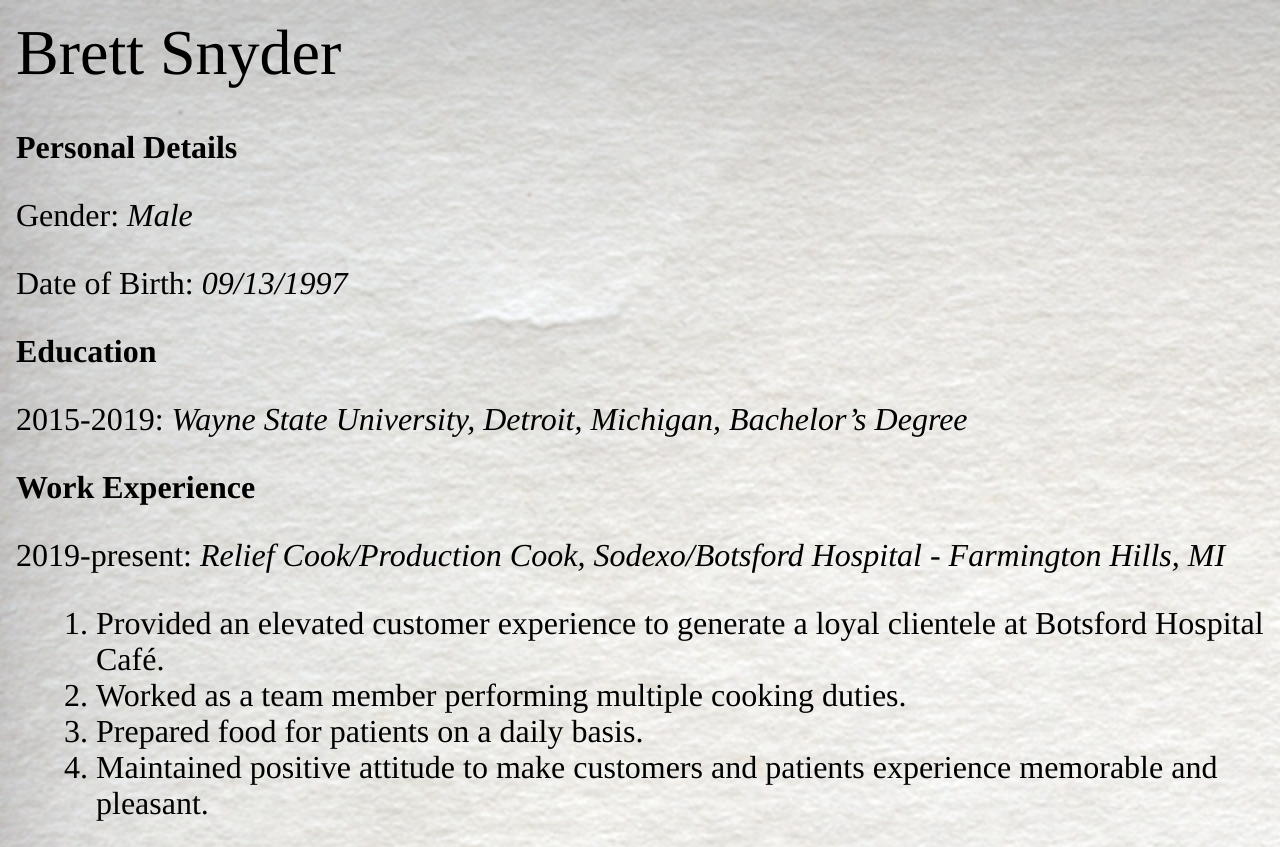 Brett Snyder
Personal Details
Gender: Male
Date of Birth: 09/13/1997
Education
2015-2019: Wayne State University, Detroit, Michigan, Bachelor’s Degree
Work Experience
2019-present: Relief Cook/Production Cook, Sodexo/Botsford Hospital - Farmington Hills, MI
1. Provided an elevated customer experience to generate a loyal clientele at Botsford Hospital
Café.
2. Worked as a team member performing multiple cooking duties.
3. Prepared food for patients on a daily basis.
4. Maintained positive attitude to make customers and patients experience memorable and
pleasant.